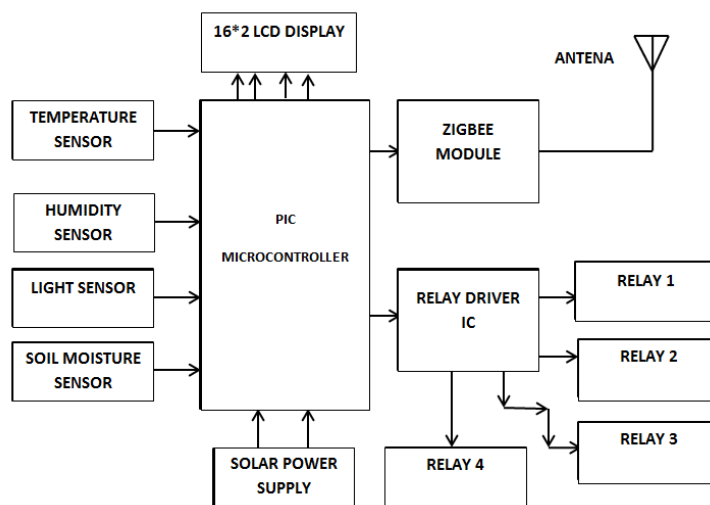 16*2 LCD DISPLAY
ANTENA
TEMPERATURE
SENSOR
ZIGBEE
MODULE
HUMIDITY
SENSOR
PIC
MICROCONTROLLER
LIGHT SENSOR
RELAY DRIVER
IC
RELAY 1
SOIL MOISTURE
SENSOR
RELAY 2
RELAY 3
SOLAR POWER
SUPPLY
RELAY 4